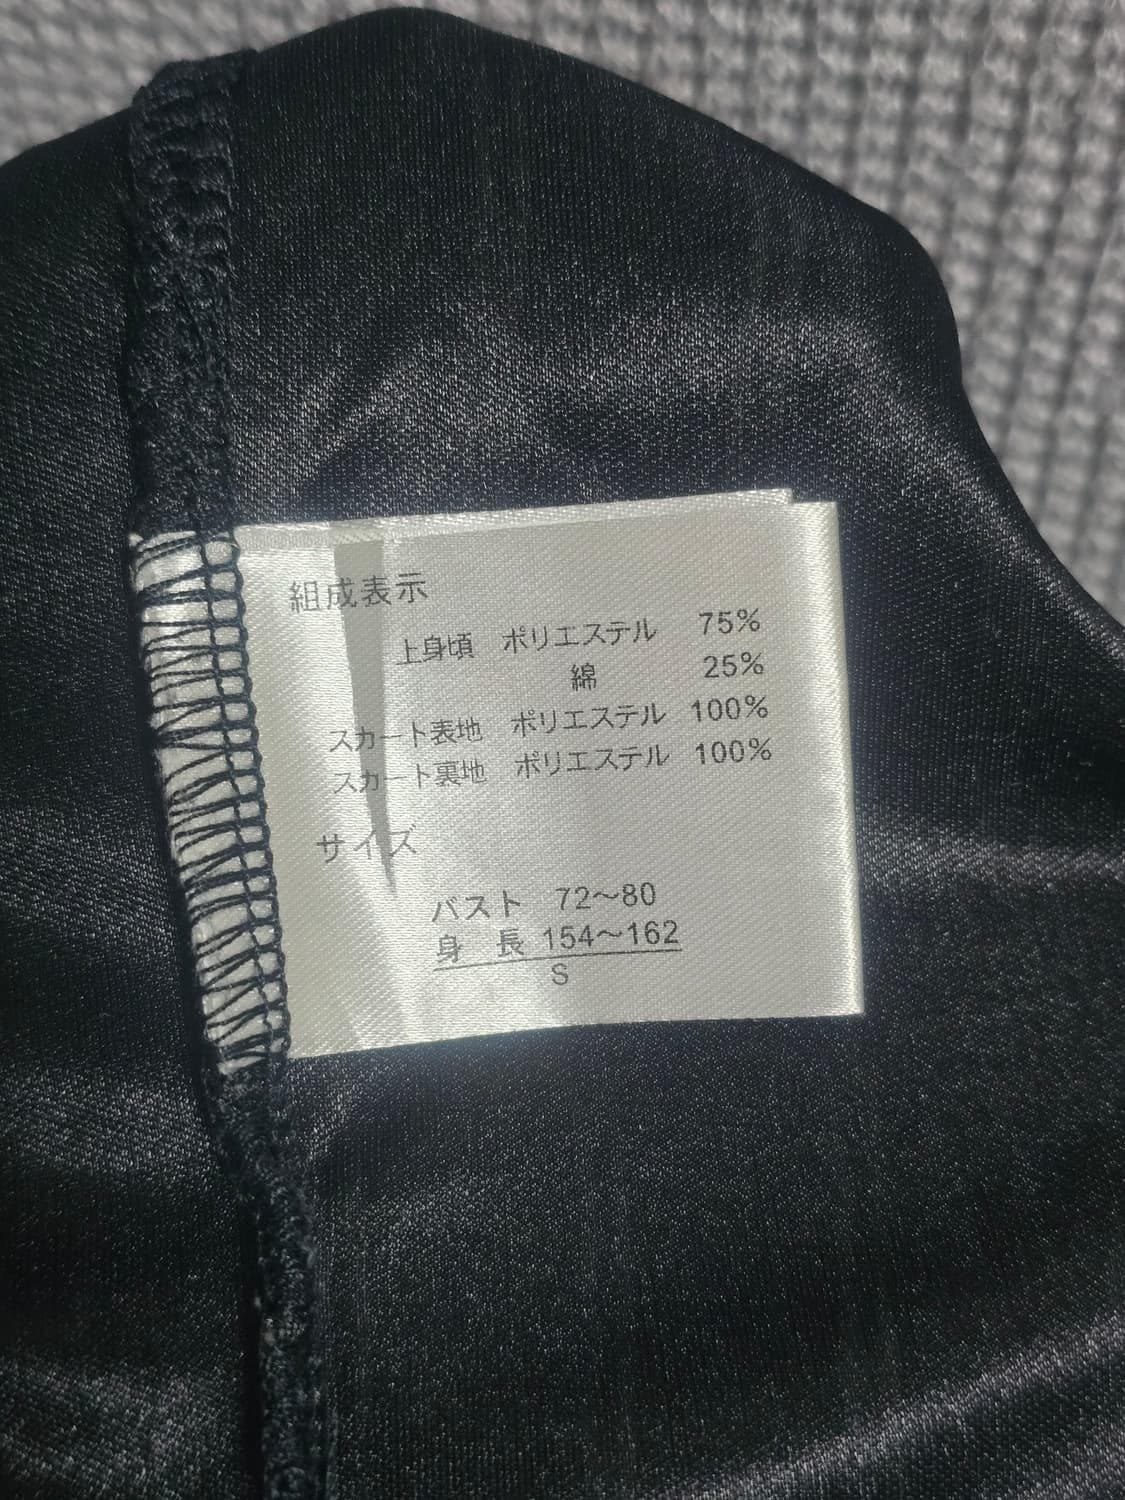 組成表示
上身頃 ポリエステル 75%
綿 25%
スカート表地 ポリエステル 100%
スカート裏地 ポリエステル 100%
サイズ
バスト 72～80
身 長 154～162
S